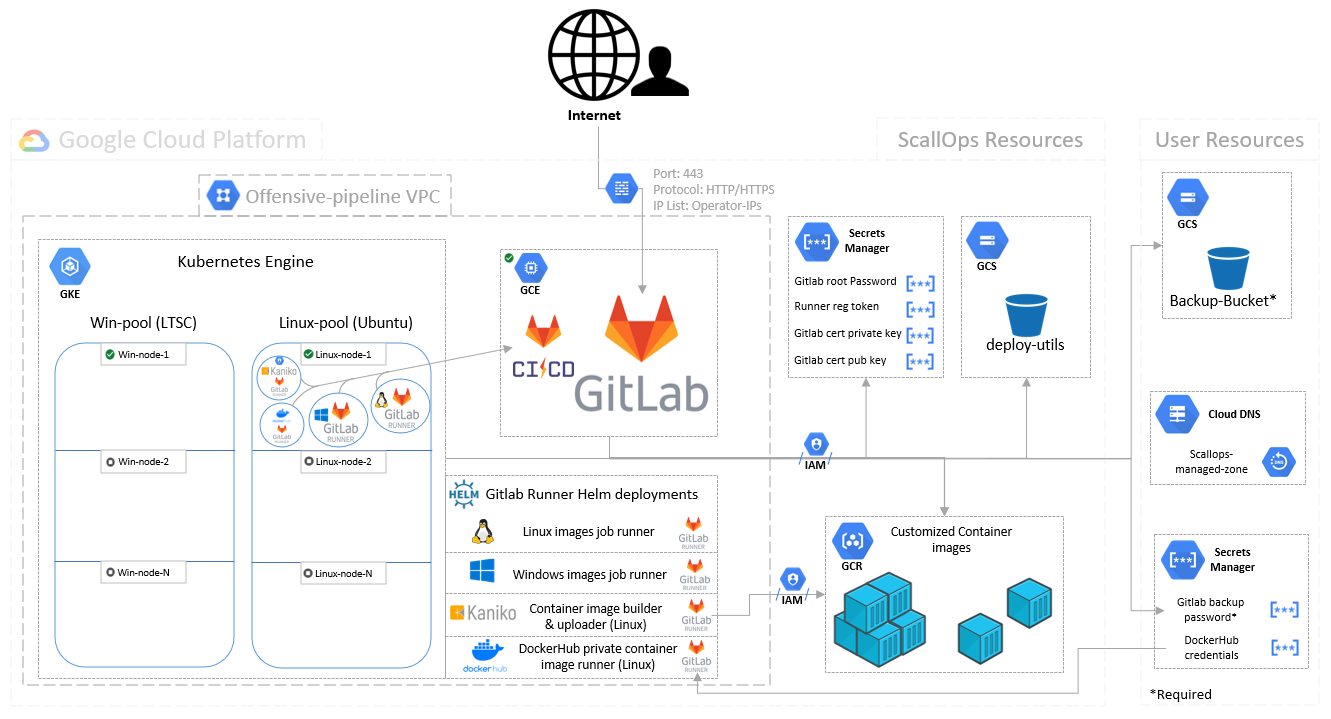 Internet
Google Cloud Platform
ScallOps Resources
User Resources
Port: 443
Protocol: HTTP/HTTPS
IP List: Operator-IPs
Offensive-pipeline VPC
GKE
Kubernetes Engine
Win-pool (LTSC)
Linux-pool (Ubuntu)
Win-node-1
Win-node-2
Win-node-N
Linux-node-1
Kaniko
GitLab
RUNNER
GitLab
RUNNER
GitLab
RUNNER
GitLab
RUNNER
Linux-node-2
Linux-node-N
GCE
CI/CD
GitLab
Secrets
Manager
Gitlab root Password
[***]
Runner reg token
[***]
Gitlab cert private key
[***]
Gitlab cert pub key
[***]
GCS
deploy-utils
GCS
Backup-Bucket*
Cloud DNS
Scallops-
managed-zone
DNS
IAM
HELM
Gitlab Runner Helm deployments
Linux images job runner
GitLab
RUNNER
Windows images job runner
GitLab
RUNNER
Kaniko
Container image builder
& uploader (Linux)
GitLab
RUNNER
dockerhub
DockerHub private container
image runner (Linux)
GitLab
RUNNER
IAM
GCR
Customized Container
images
Secrets
Manager
Gitlab backup
password*
[***]
DockerHub
credentials
[***]
*Required